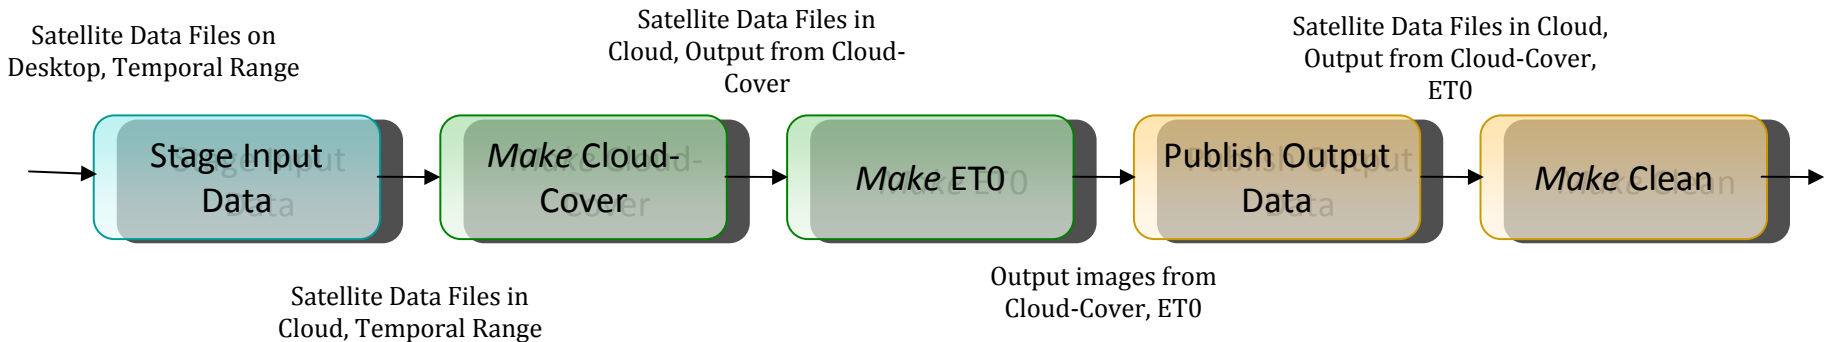 Satellite Data Files on
Desktop, Temporal Range
Stage Input
Data
Satellite Data Files in
Cloud, Temporal Range
Make Cloud-
Cover
Satellite Data Files in
Cloud, Output from Cloud-
Cover
Make ET0
Output images from
Cloud-Cover, ET0
Publish Output
Data
Satellite Data Files in Cloud,
Output from Cloud-Cover,
ET0
Make Clean